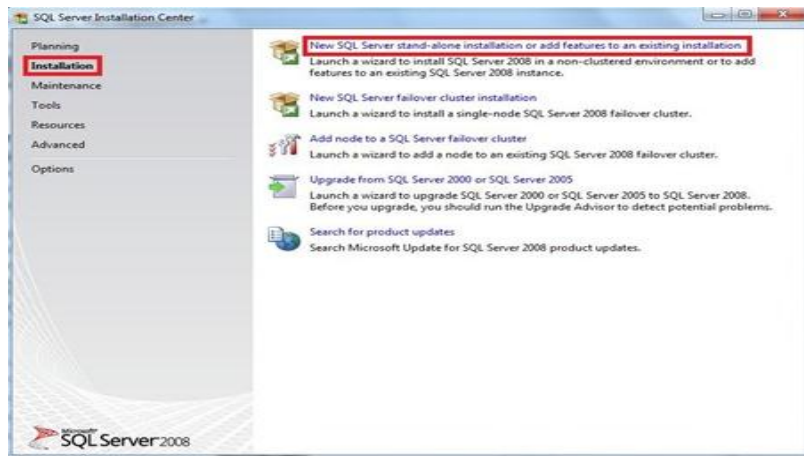 SQL Server Installation Center
Planning
Installation
Maintenance
Tools
Resources
Advanced
Options
New SQL Server stand-alone installation or add features to an existing installation
Launch a wizard to install SQL Server 2008 in a non-clustered environment or to add
features to an existing SQL Server 2008 instance.
New SQL Server failover cluster installation
Launch a wizard to install a single-node SQL Server 2008 failover cluster.
Add node to a SQL Server failover cluster
Launch a wizard to add a node to an existing SQL Server 2008 failover cluster.
Upgrade from SQL Server 2000 or SQL Server 2005
Launch a wizard to upgrade SQL Server 2000 or SQL Server 2005 to SQL Server 2008.
Before you upgrade, you should run the Upgrade Advisor to detect potential problems.
Search for product updates
Search Microsoft Update for SQL Server 2008 product updates.
Microsoft
SQL Server 2008